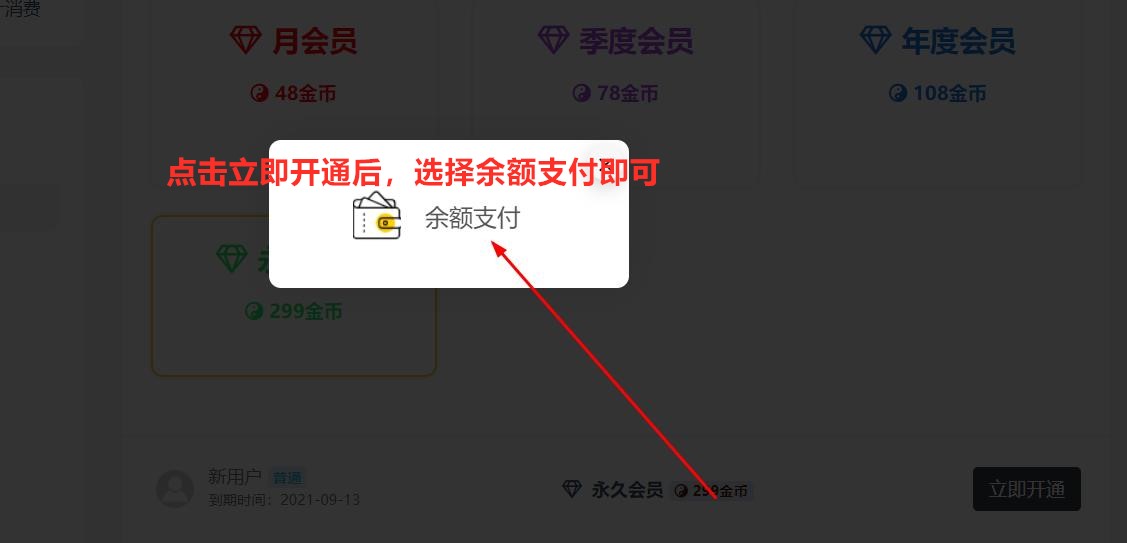 消费
月会员
季度会员
年度会员
48金币
78金币
108金币
点击立即开通后，选择余额支付即可
余额支付
299金币
新用户 普通
到期时间：2021-09-13
永久会员 299金币
立即开通